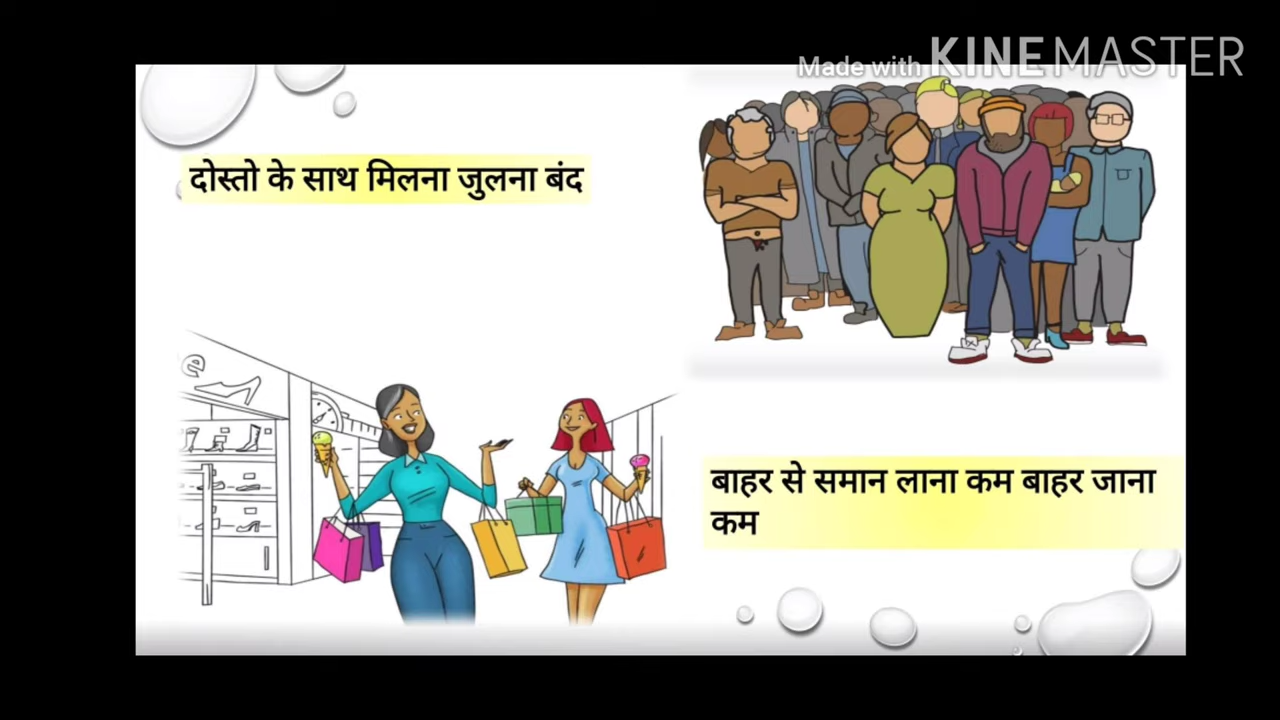 Made with KINEMASTER
दोस्तो के साथ मिलना जुलना बंद
e
बाहर से समान लाना कम बाहर जाना
कम